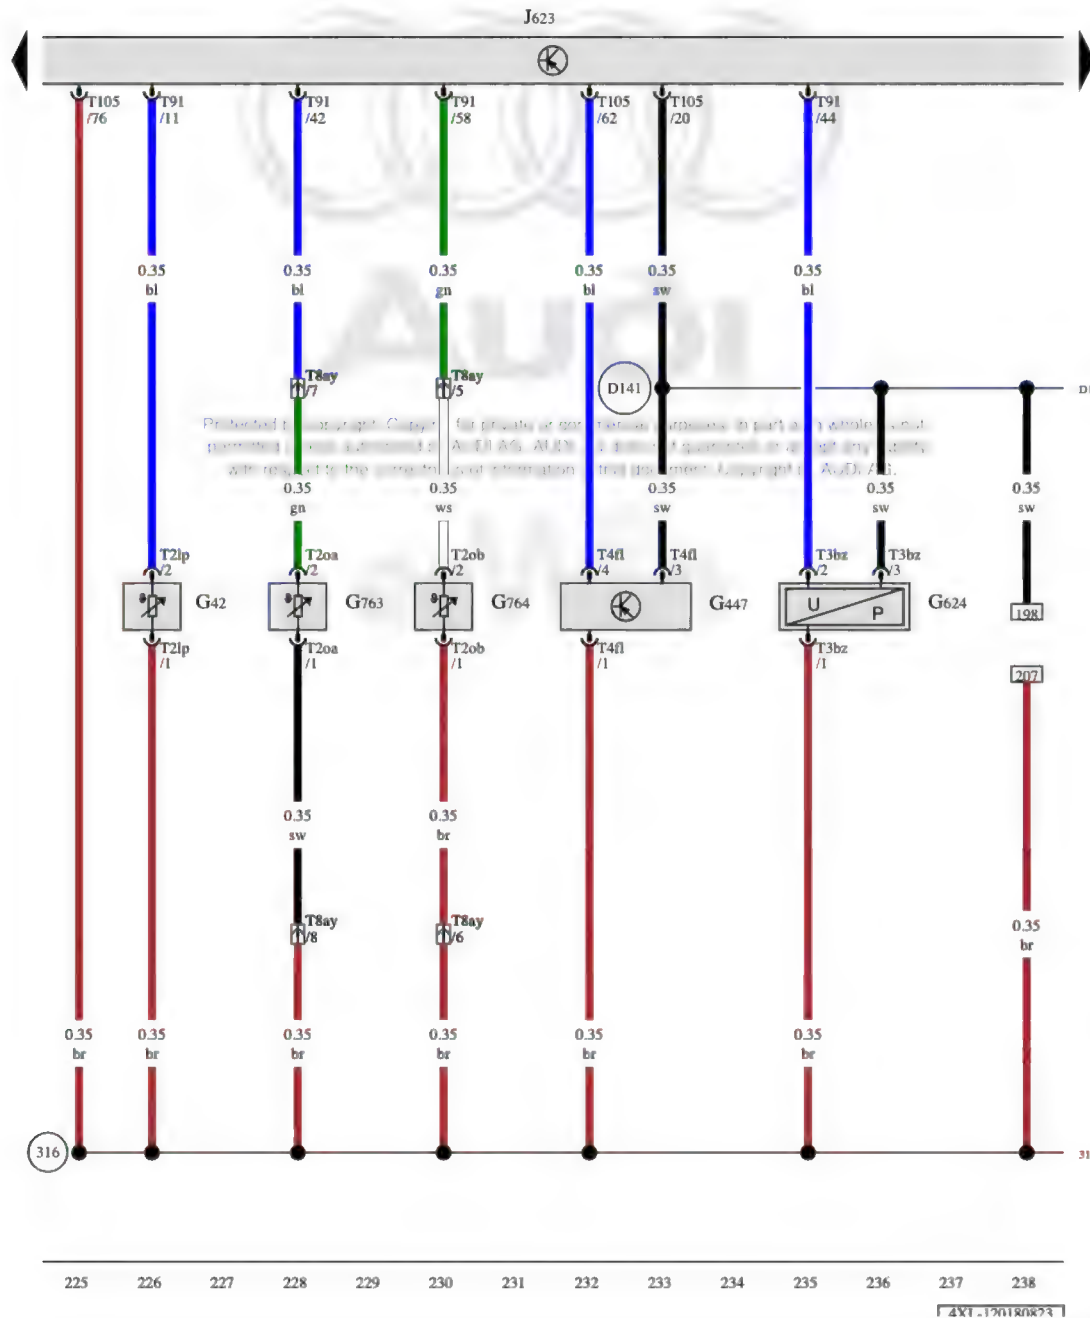 J623
T105 /76
T91 /11
T91 /42
T91 /58
T105 /62
T105 /20
T91 /44
0.35 bl
0.35 bl
0.35 gn
0.35 bl
0.35 sw
0.35 bl
Audi
T8ay /7
T8ay /5
D141
0.35 gn
0.35 ws
0.35 sw
0.35 sw
0.35 sw
T2lp /2
T2oa /2
T2ob /2
T4fl /4
T4fl /3
T3bz /2
T3bz /3
G42
G763
G764
G447
U P
G624
198
T2lp /1
T2oa /1
T2ob /1
T4fl /1
T3bz /1
207
0.35 sw
0.35 br
T8ay /8
T8ay /6
0.35 br
0.35 br
0.35 br
0.35 br
0.35 br
0.35 br
0.35 br
316
225 226 227 228 229 230 231 232 233 234 235 236 237 238
4XL-120180823